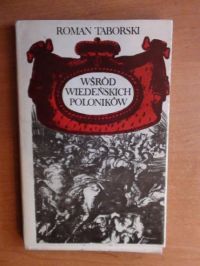 ROMAN TABORSKI
WŚRÓD
WIEDEŃSKICH
POLONIKÓW